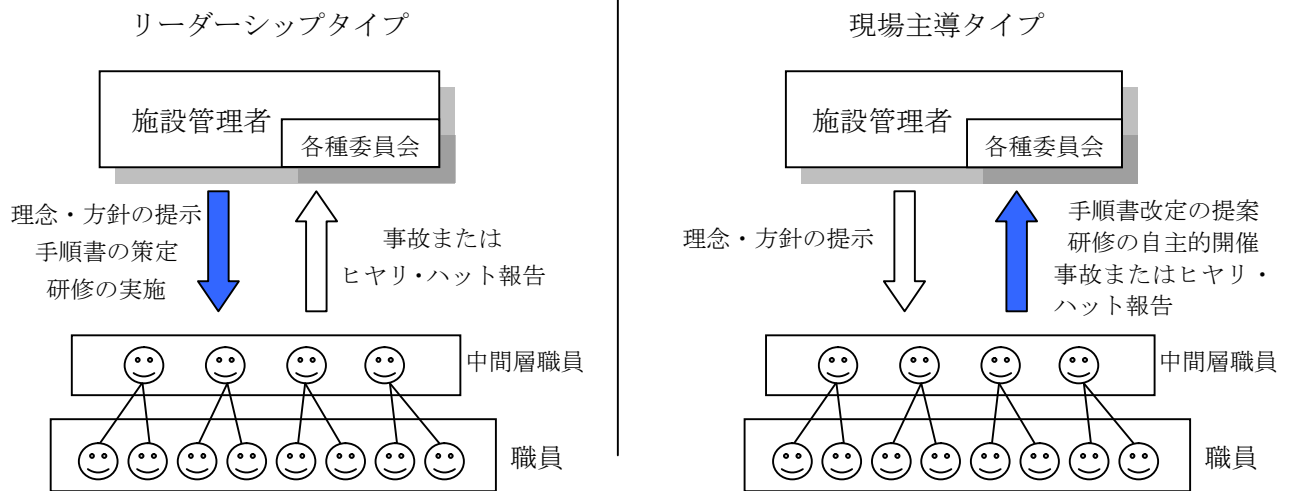 リーダーシップタイプ
施設管理者
各種委員会
理念・方針の提示
手順書の策定
研修の実施
事故または
ヒヤリ・ハット報告
中間層職員
職員
現場主導タイプ
施設管理者
各種委員会
理念・方針の提示
手順書改定の提案
研修の自主的開催
事故またはヒヤリ・
ハット報告
中間層職員
職員